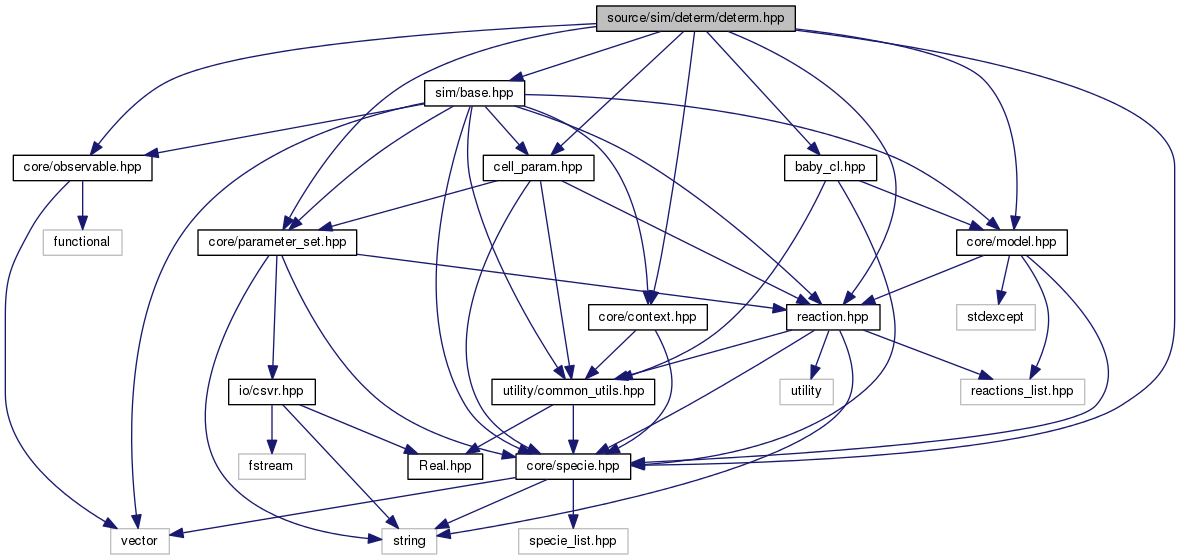 source/sim/determ/determ.hpp
sim/base.hpp
core/observable.hpp
cell_param.hpp
baby_cl.hpp
functional
core/parameter_set.hpp
core/model.hpp
core/context.hpp
reaction.hpp
stdexcept
io/csvr.hpp
utility/common_utils.hpp
utility
reactions_list.hpp
fstream
Real.hpp
core/specie.hpp
vector
string
specie_list.hpp